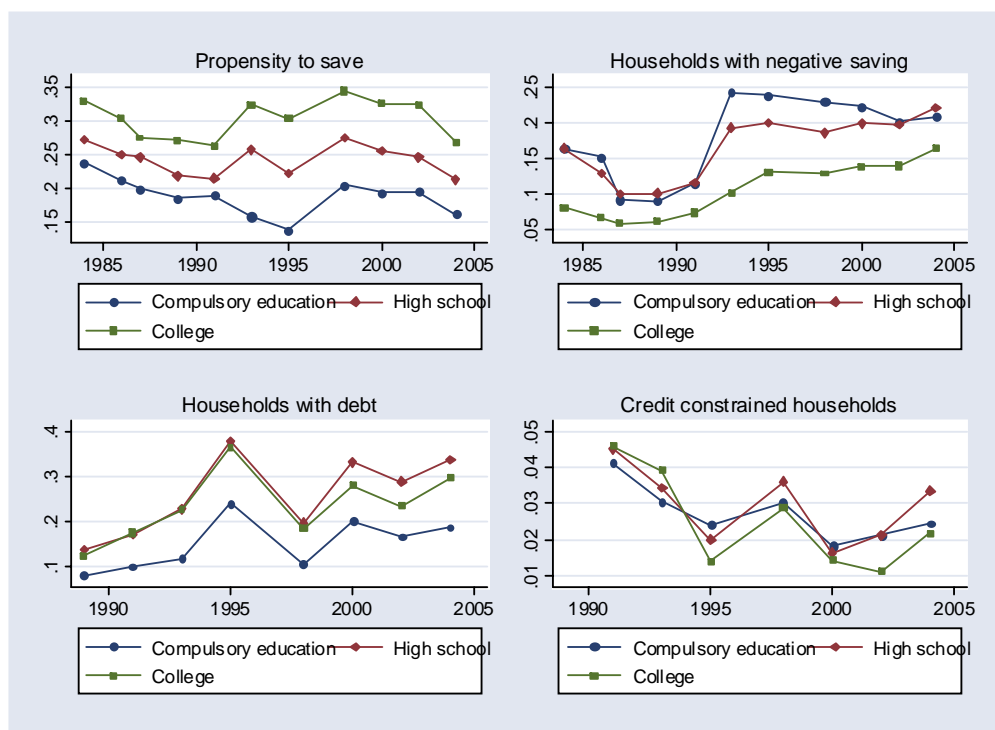 Propensity to save
.35
.3
.25
.2
.15
1985 1990 1995 2000 2005
Compulsory education High school
College
Households with negative saving
.25
.2
.15
.1
.05
1985 1990 1995 2000 2005
Compulsory education High school
College
Households with debt
.4
.3
.2
.1
1990 1995 2000 2005
Compulsory education High school
College
Credit constrained households
.05
.04
.03
.02
.01
1990 1995 2000 2005
Compulsory education High school
College